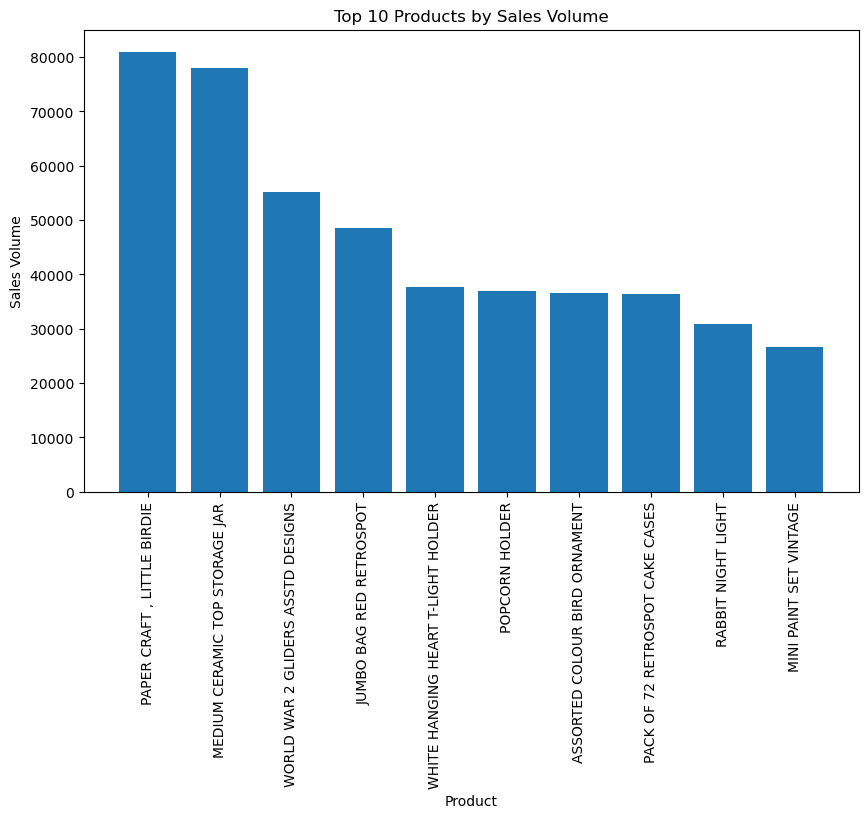 Top 10 Products by Sales Volume
Sales Volume
80000
70000
60000
50000
40000
30000
20000
10000
0
PAPER CRAFT , LITTLE BIRDIE
MEDIUM CERAMIC TOP STORAGE JAR
WORLD WAR 2 GLIDERS ASSTD DESIGNS
JUMBO BAG RED RETROSPOT
WHITE HANGING HEART T-LIGHT HOLDER
POPCORN HOLDER
ASSORTED COLOUR BIRD ORNAMENT
PACK OF 72 RETROSPOT CAKE CASES
RABBIT NIGHT LIGHT
MINI PAINT SET VINTAGE
Product